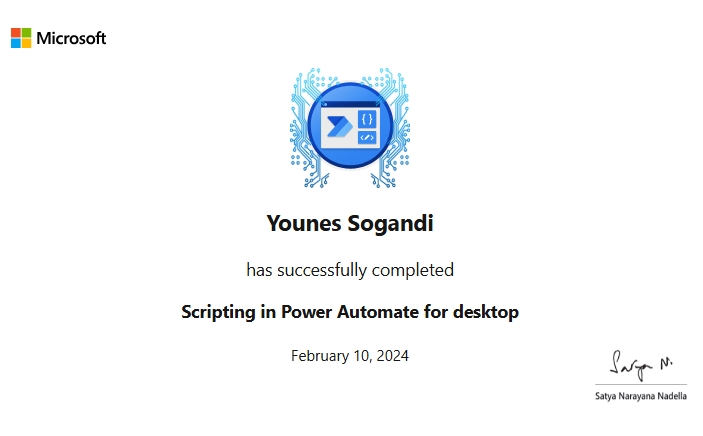 Microsoft
Younes Sogandi
has successfully completed
Scripting in Power Automate for desktop
February 10, 2024
Satya N.
Satya Narayana Nadella